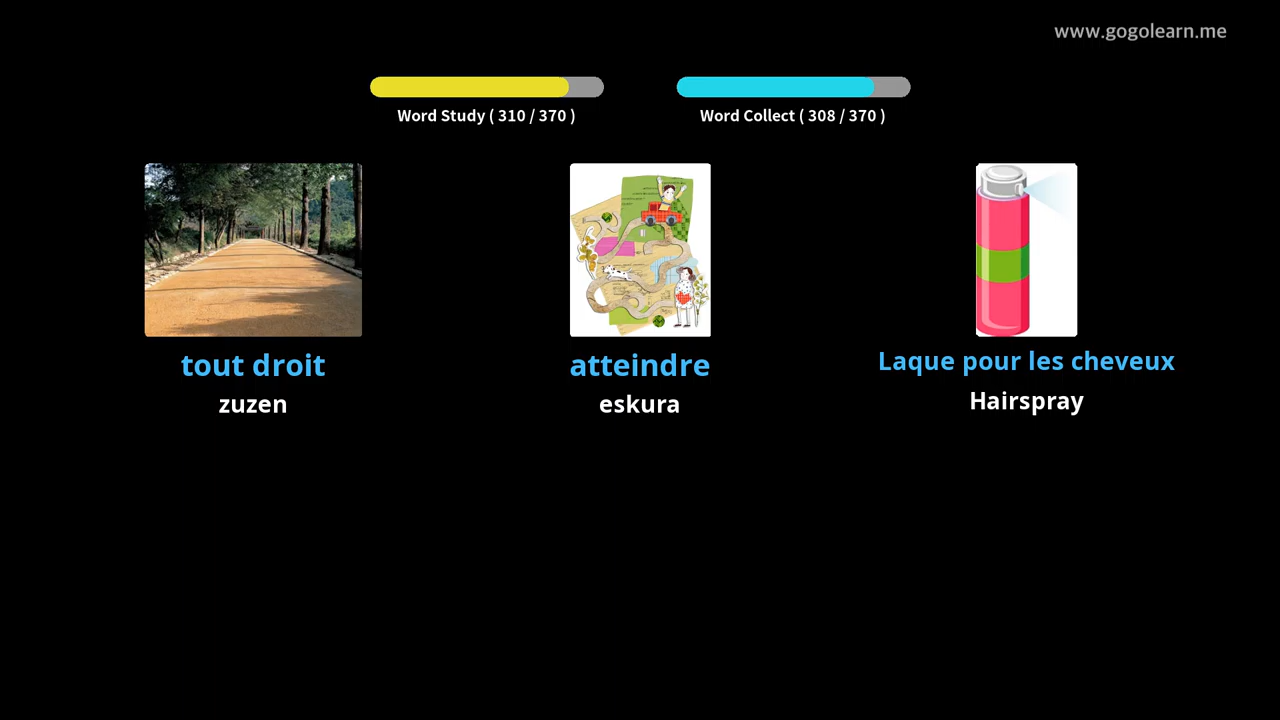 www.gogolearn.me
Word Study ( 310 / 370 )
Word Collect ( 308 / 370 )
tout droit
zuzen
atteindre
eskura
Laque pour les cheveux
Hairspray